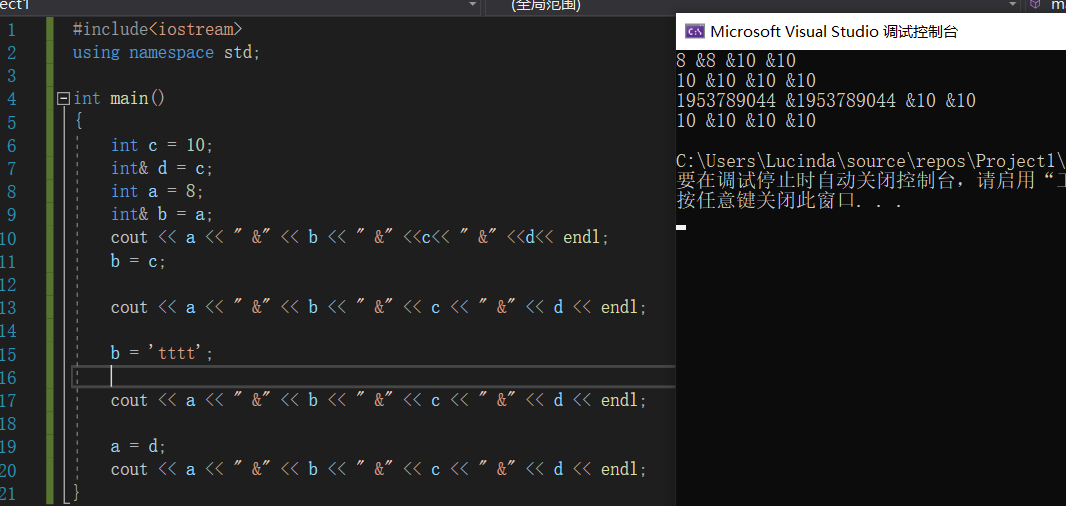 ect1
(全局范围)
ma
1 #include<iostream>
2 using namespace std;
3
4 int main()
5 {
6 int c = 10;
7 int& d = c;
8 int a = 8;
9 int& b = a;
10 cout << a << " &" << b << " &" <<c<< " &" <<d<< endl;
11 b = c;
12
13 cout << a << " &" << b << " &" << c << " &" << d << endl;
14
15 b = 'tttt';
16
17 cout << a << " &" << b << " &" << c << " &" << d << endl;
18
19 a = d;
20 cout << a << " &" << b << " &" << c << " &" << d << endl;
21 }
Microsoft Visual Studio 调试控制台
8 &8 &10 &10
10 &10 &10 &10
1953789044 &1953789044 &10 &10
10 &10 &10 &10
C:\Users\Lucinda\source\repos\Project1\
要在调试停止时自动关闭控制台，请启用“工
按任意键关闭此窗口. . .